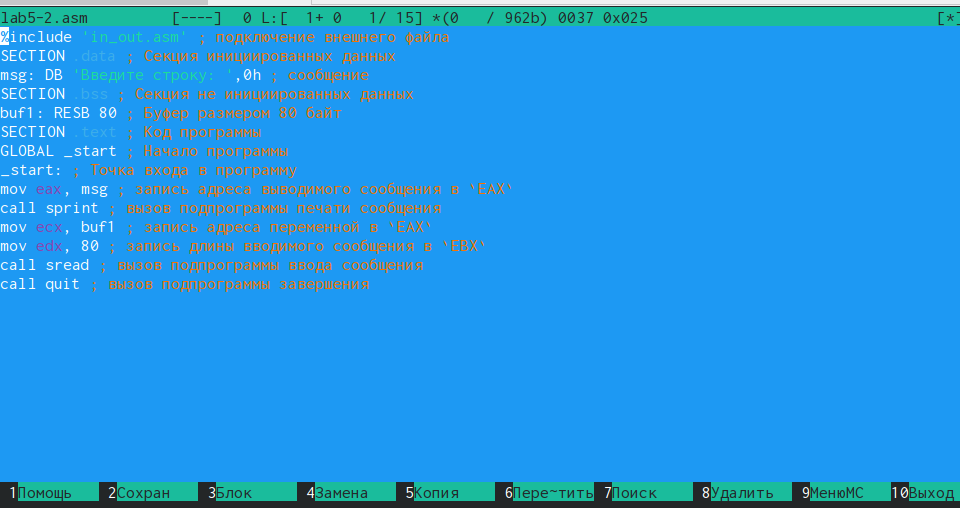 lab5-2.asm [----] 0 L:[ 1+ 0 1/ 15] *(0 / 962b) 0037 0x025 [*]
%include 'in_out.asm' ; подключение внешнего файла
SECTION .data ; Секция инициированных данных
msg: DB 'Введите строку: ',0h ; сообщение
SECTION .bss ; Секция не инициированных данных
buf1: RESB 80 ; Буфер размером 80 байт
SECTION .text ; Код программы
GLOBAL _start ; Начало программы
_start: ; Точка входа в программу
mov eax, msg ; запись адреса выводимого сообщения в `EAX`
call sprint ; вызов подпрограммы печати сообщения
mov ecx, buf1 ; запись адреса переменной в `EAX`
mov edx, 80 ; запись длины вводимого сообщения в `EBX`
call sread ; вызов подпрограммы ввода сообщения
call quit ; вызов подпрограммы завершения
1Помощь 2Сохран 3Блок 4Замена 5Копия 6Пере~тить 7Поиск 8Удалить 9МенюMC 10Выход